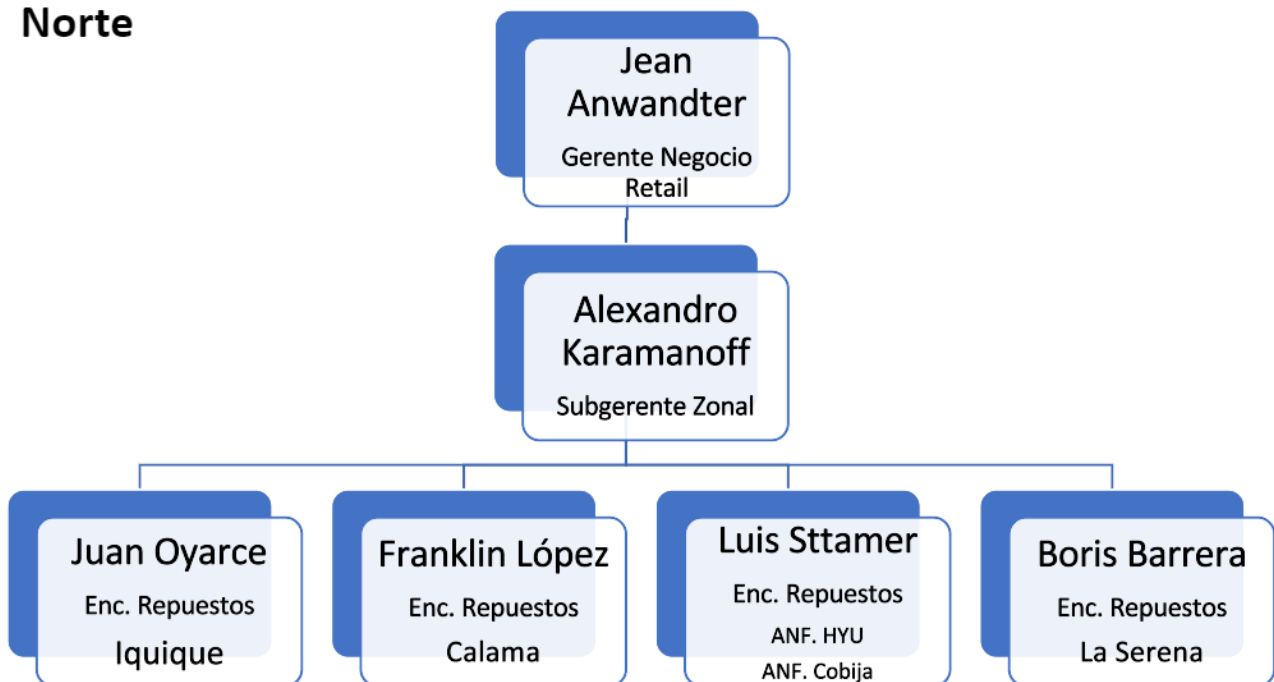 Norte
Jean
Anwandter
Gerente Negocio
Retail
Alexandro
Karamanoff
Subgerente Zonal
Juan Oyarce
Enc. Repuestos
Iquique
Franklin López
Enc. Repuestos
Calama
Luis Sttamer
Enc. Repuestos
ANF. HYU
ANF. Cobija
Boris Barrera
Enc. Repuestos
La Serena